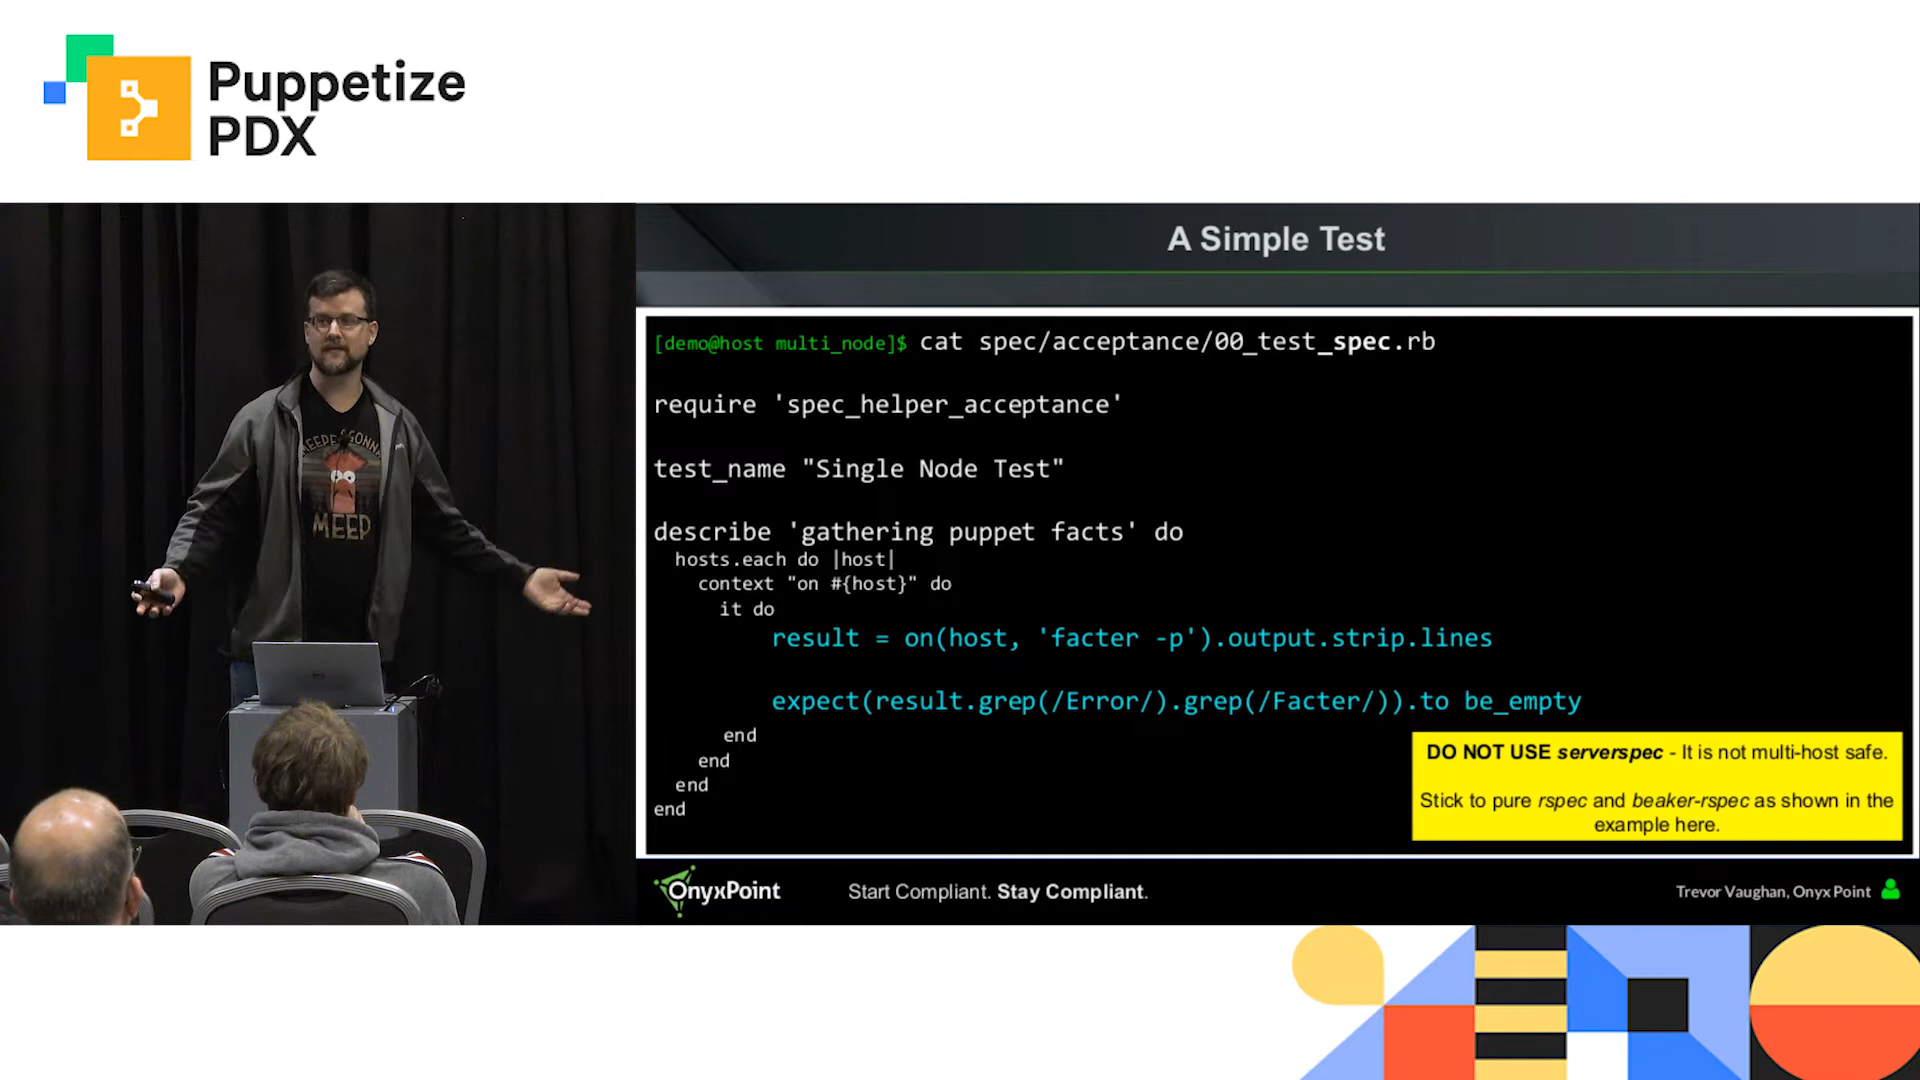 Puppetize
PDX
A Simple Test
[demo@host multi_node]$ cat spec/acceptance/00_test_spec.rb
require 'spec_helper_acceptance'
test_name "Single Node Test"
describe 'gathering puppet facts' do
hosts.each do |host|
context "on #{host}" do
it do
result = on(host, 'facter -p').output.strip.lines
expect(result.grep(/Error/).grep(/Facter/)).to be_empty
end
end
end
end
DO NOT USE serverspec - It is not multi-host safe.
Stick to pure rspec and beaker-rspec as shown in the
example here.
OnyxPoint
Start Compliant. Stay Compliant.
Trevor Vaughan, Onyx Point
MEEP